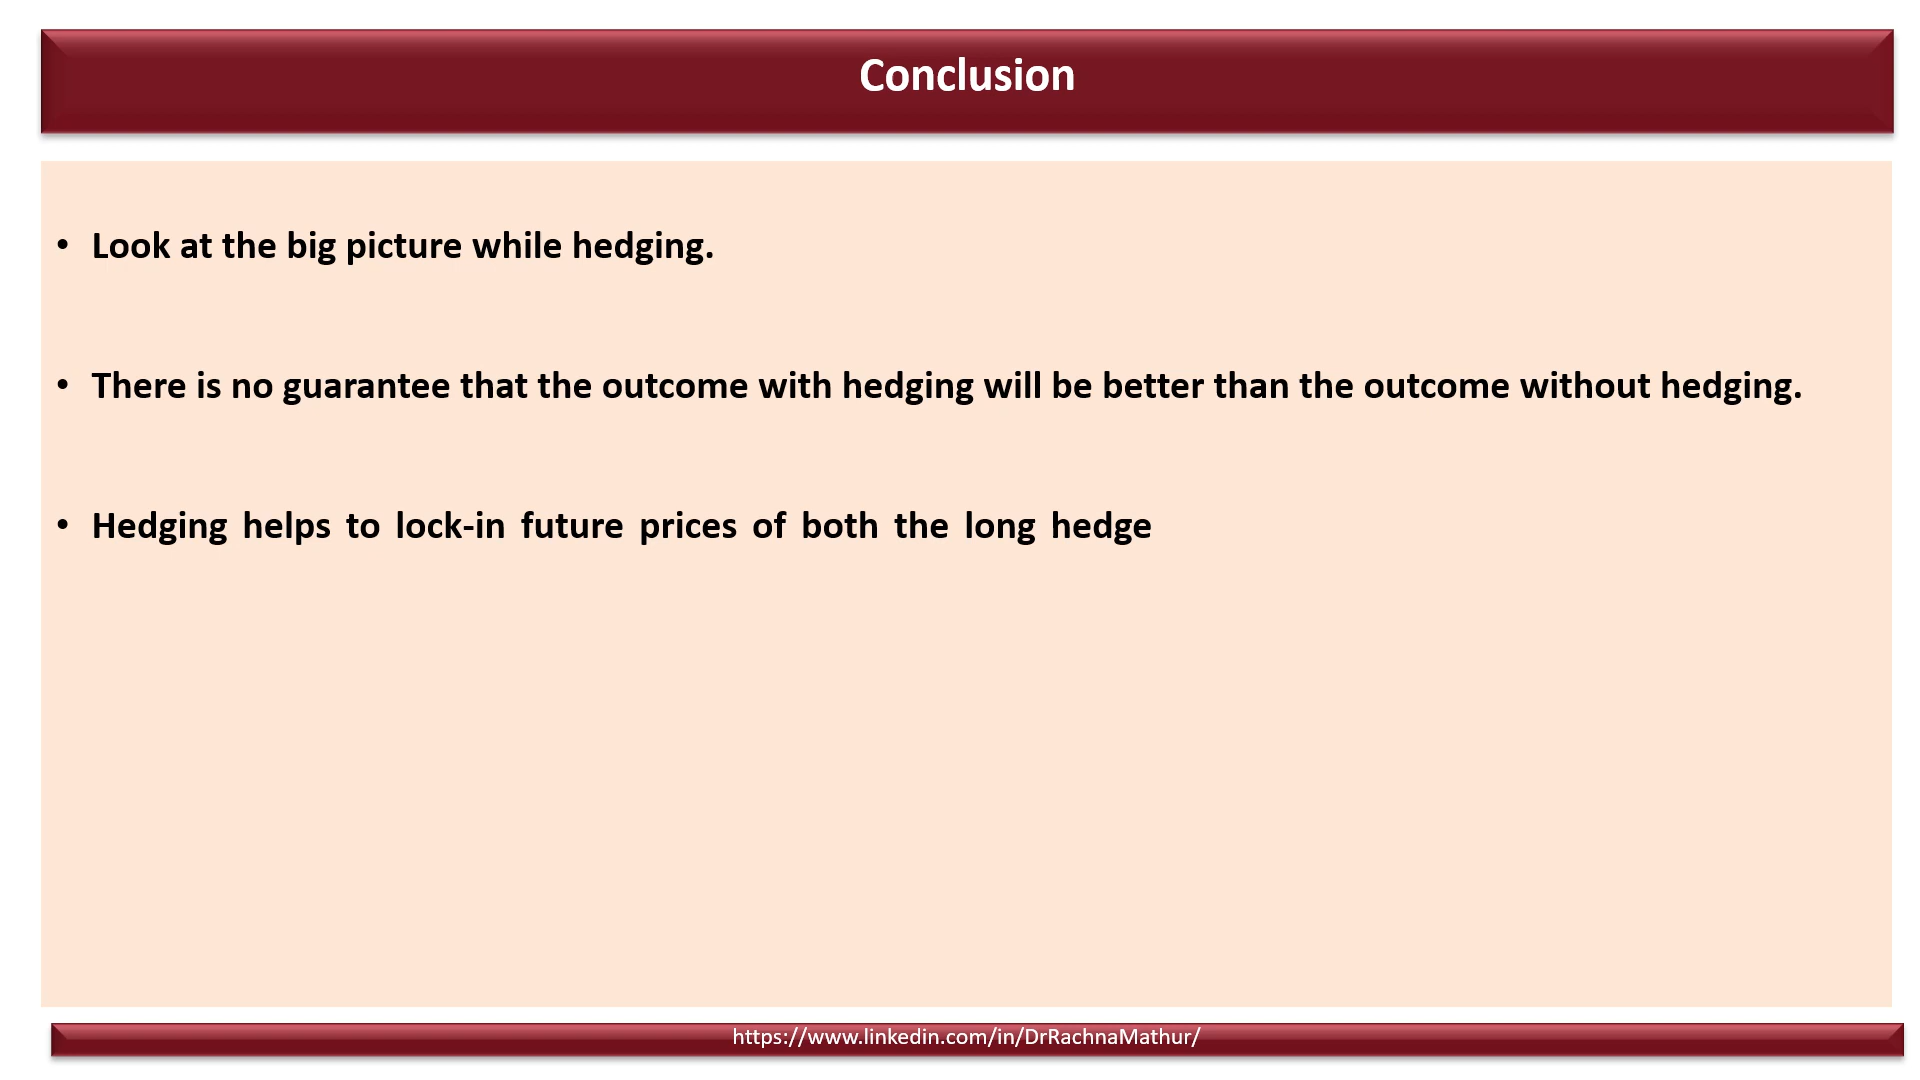 Conclusion
• Look at the big picture while hedging.
• There is no guarantee that the outcome with hedging will be better than the outcome without hedging.
• Hedging helps to lock-in future prices of both the long hedge
https://www.linkedin.com/in/DrRachnaMathur/